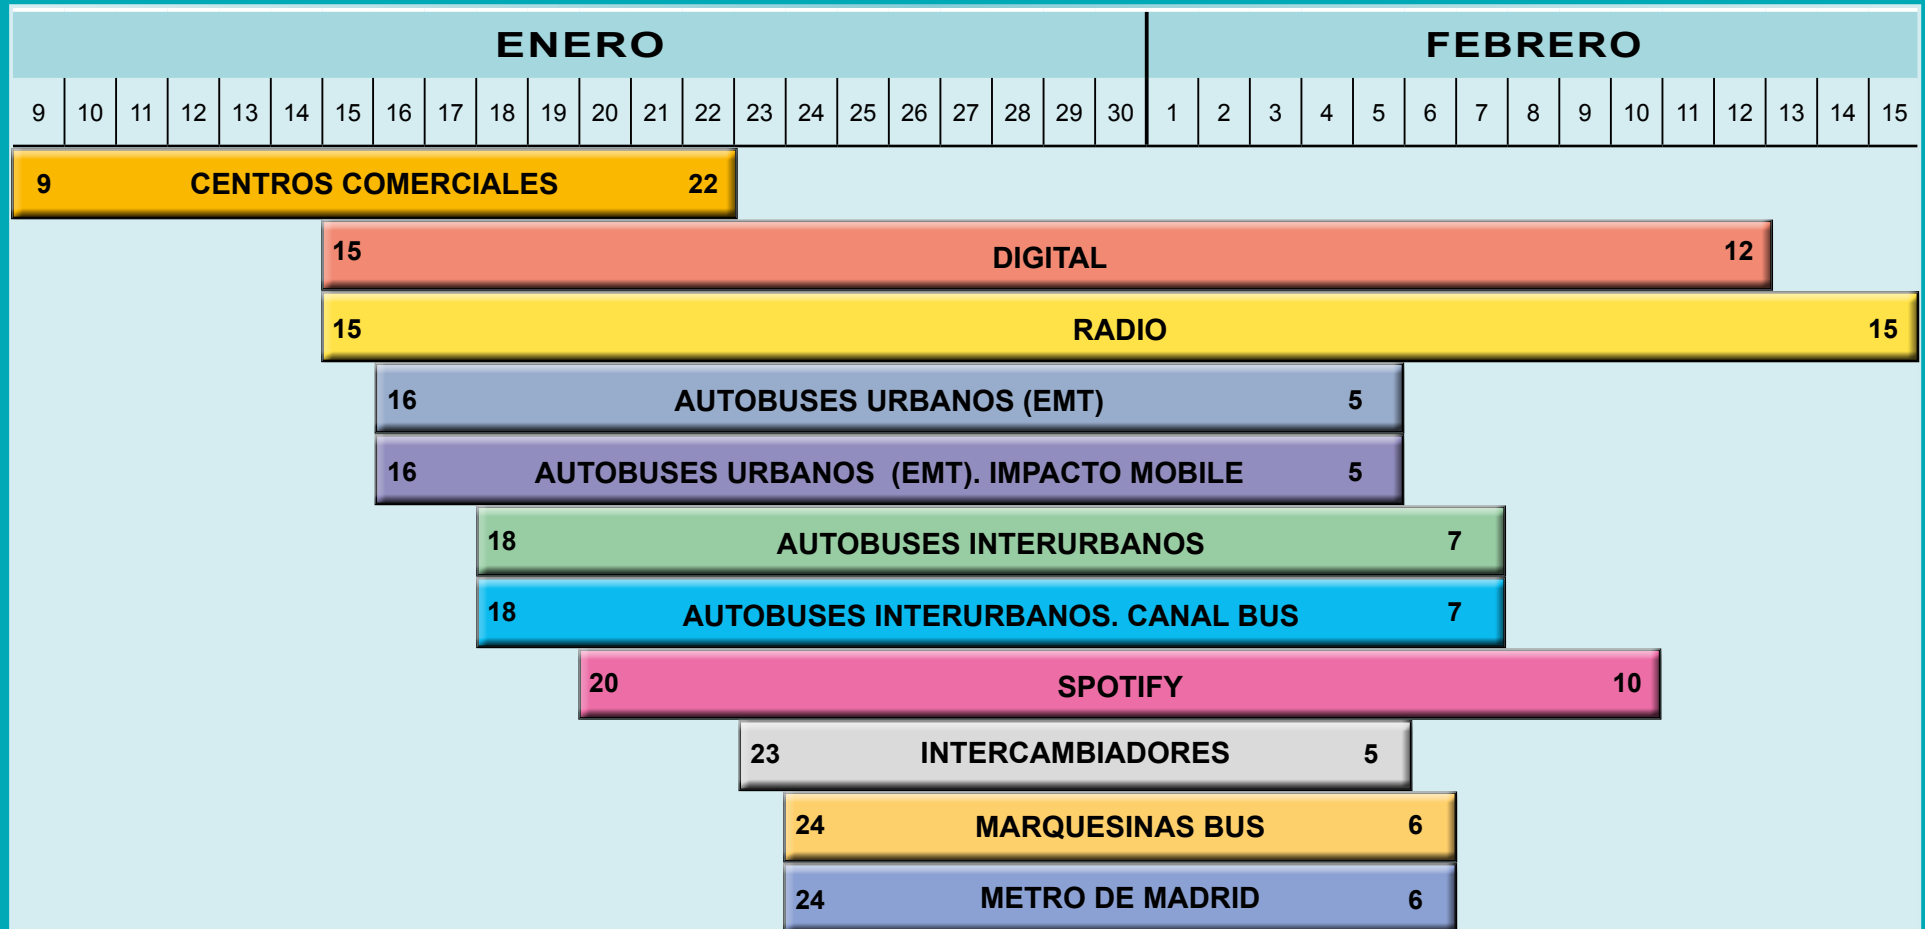 ENERO FEBRERO
9 10 11 12 13 14 15 16 17 18 19 20 21 22 23 24 25 26 27 28 29 30 1 2 3 4 5 6 7 8 9 10 11 12 13 14 15
9 CENTROS COMERCIALES 22
15 DIGITAL 12
15 RADIO 15
16 AUTOBUSES URBANOS (EMT) 5
16 AUTOBUSES URBANOS (EMT). IMPACTO MOBILE 5
18 AUTOBUSES INTERURBANOS 7
18 AUTOBUSES INTERURBANOS. CANAL BUS 7
20 SPOTIFY 10
23 INTERCAMBIADORES 5
24 MARQUESINAS BUS 6
24 METRO DE MADRID 6